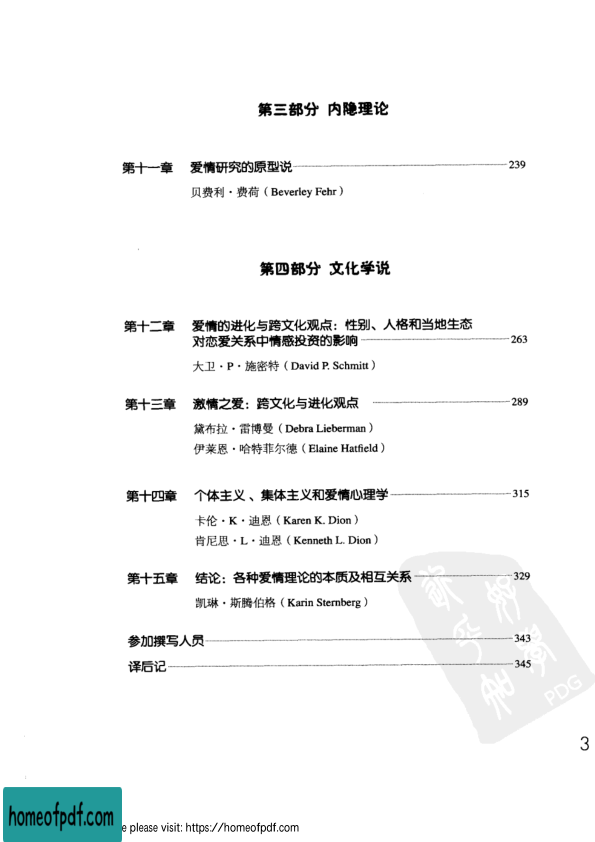 第三部分 内隐理论
第十一章 爱情研究的原型说 239
贝费利·费荷（Beverley Fehr）
第四部分 文化学说
第十二章 爱情的进化与跨文化观点：性别、人格和当地生态
对恋爱关系中情感投资的影响 263
大卫·P·施密特（David P. Schmitt）
第十三章 激情之爱：跨文化与进化观点 289
黛布拉·雷博曼（Debra Lieberman）
伊莱恩·哈特菲尔德（Elaine Hatfield）
第十四章 个体主义、集体主义和爱情心理学 315
卡伦·K·迪恩（Karen K. Dion）
肯尼思·L·迪恩（Kenneth L. Dion）
第十五章 结论：各种爱情理论的本质及相互关系 329
凯琳·斯腾伯格（Karin Sternberg）
参加撰写人员 343
译后记 345
PDG
3
homeofpdf.com
e please visit: https://homeofpdf.com